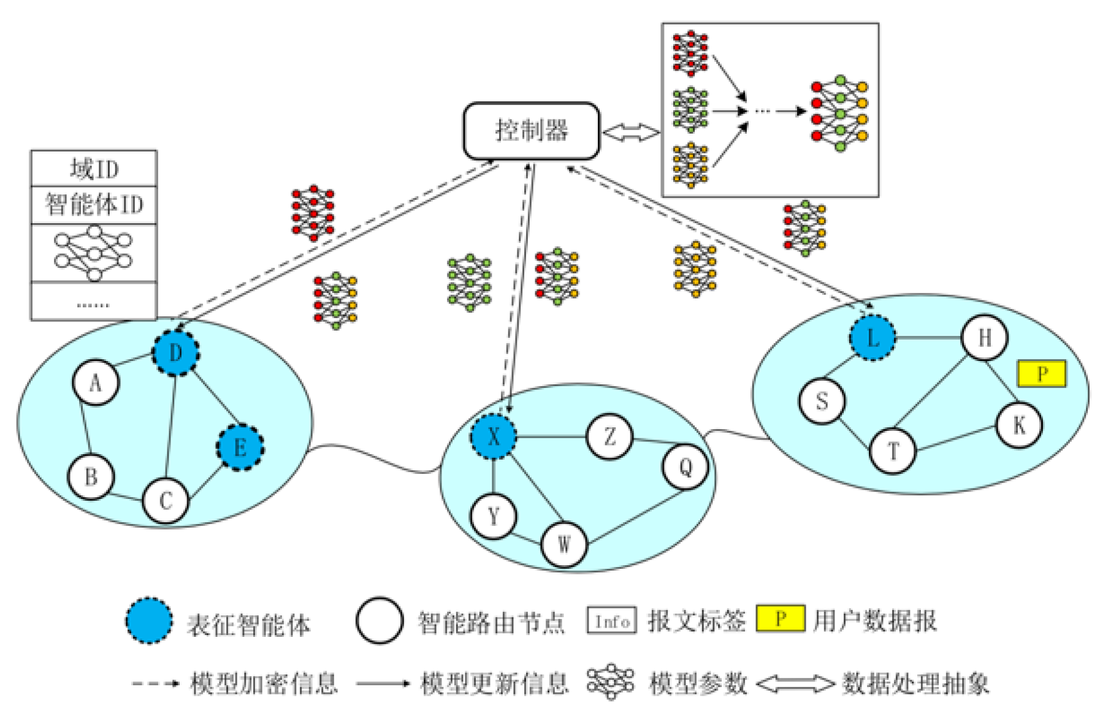 控制器
域ID
智能体ID
......
...
D
A
E
B
C
X
Z
Q
Y
W
L
H
P
S
K
T
表征智能体
智能路由节点
Info 报文标签
P 用户数据报
模型加密信息
模型更新信息
模型参数
数据处理抽象